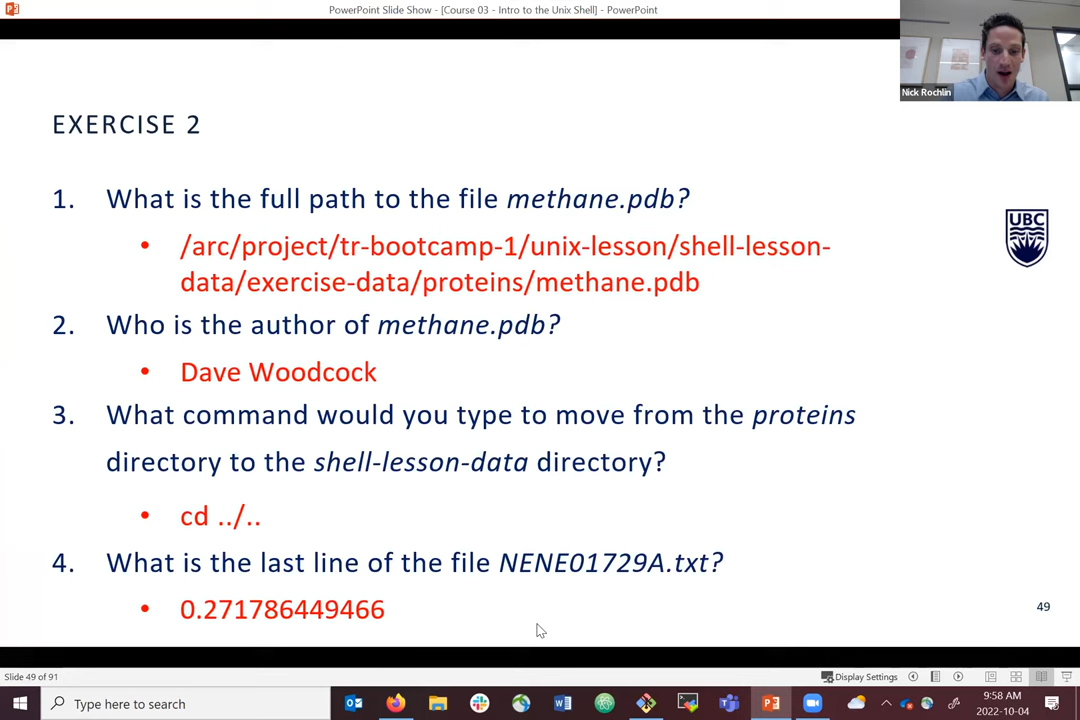 PowerPoint Slide Show - [Course 03 - Intro to the Unix Shell] - PowerPoint
Nick Rochlin
EXERCISE 2
1. What is the full path to the file methane.pdb?
• /arc/project/tr-bootcamp-1/unix-lesson/shell-lesson-
data/exercise-data/proteins/methane.pdb
UBC
2. Who is the author of methane.pdb?
• Dave Woodcock
3. What command would you type to move from the proteins
directory to the shell-lesson-data directory?
• cd ../..
4. What is the last line of the file NENE01729A.txt?
• 0.271786449466
49
Slide 49 of 91
Display Settings
Type here to search
9:58 AM
2022-10-04